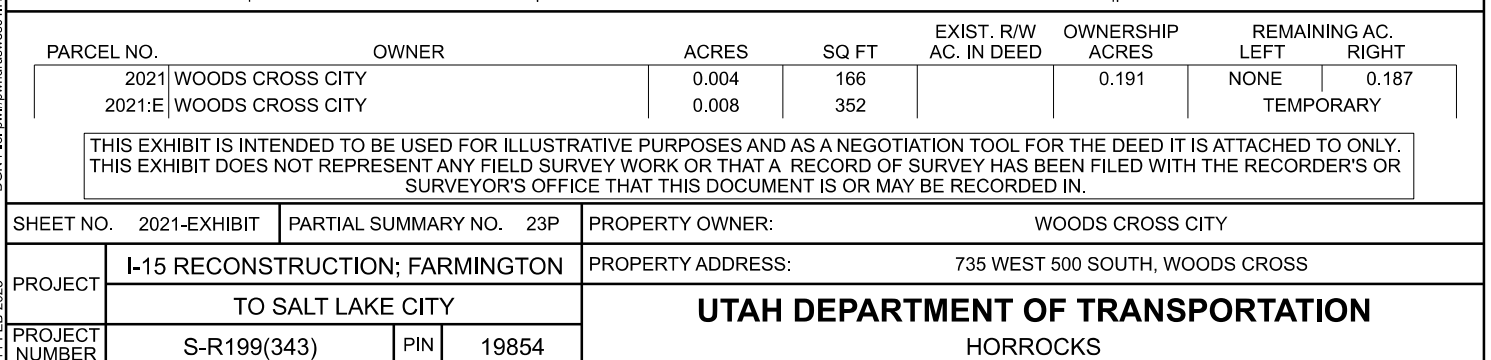 EXIST. R/W OWNERSHIP REMAINING AC.
PARCEL NO. OWNER ACRES SQ FT AC. IN DEED ACRES LEFT RIGHT
2021 WOODS CROSS CITY 0.004 166 0.191 NONE 0.187
2021:E WOODS CROSS CITY 0.008 352 TEMPORARY
THIS EXHIBIT IS INTENDED TO BE USED FOR ILLUSTRATIVE PURPOSES AND AS A NEGOTIATION TOOL FOR THE DEED IT IS ATTACHED TO ONLY.
THIS EXHIBIT DOES NOT REPRESENT ANY FIELD SURVEY WORK OR THAT A RECORD OF SURVEY HAS BEEN FILED WITH THE RECORDER'S OR
SURVEYOR'S OFFICE THAT THIS DOCUMENT IS OR MAY BE RECORDED IN.
SHEET NO. 2021-EXHIBIT PARTIAL SUMMARY NO. 23P PROPERTY OWNER: WOODS CROSS CITY
PROJECT I-15 RECONSTRUCTION; FARMINGTON PROPERTY ADDRESS: 735 WEST 500 SOUTH, WOODS CROSS
TO SALT LAKE CITY UTAH DEPARTMENT OF TRANSPORTATION
PROJECT
NUMBER S-R199(343) PIN 19854 HORROCKS